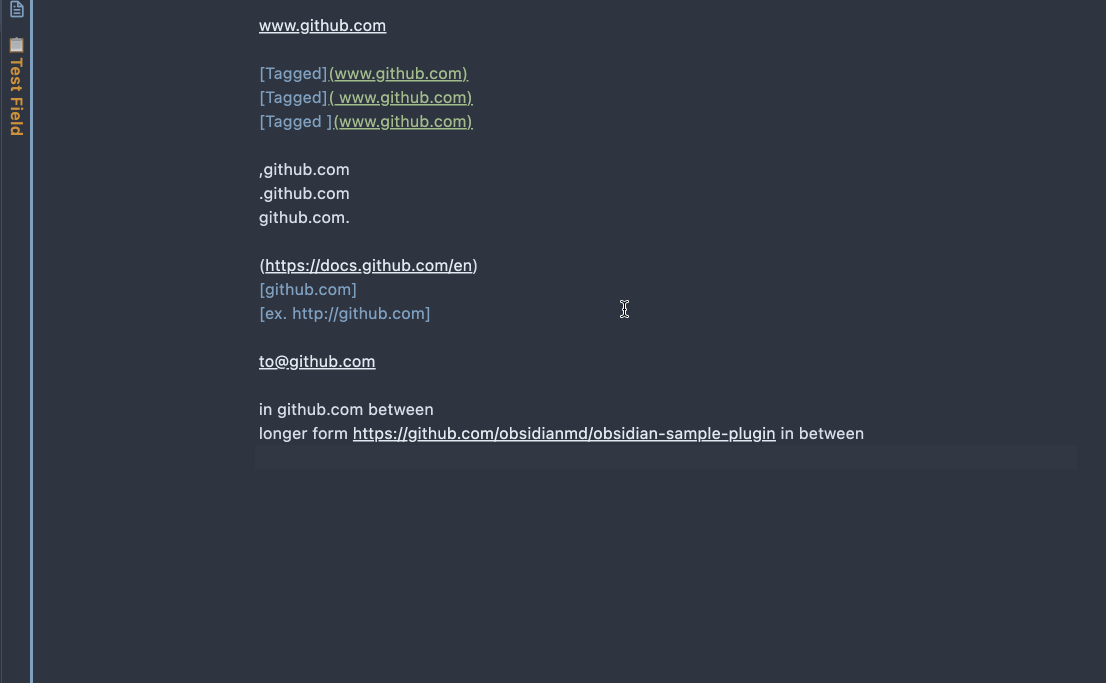 Test Field
www.github.com
[Tagged](www.github.com)
[Tagged]( www.github.com)
[Tagged ](www.github.com)
,github.com
.github.com
github.com.
(https://docs.github.com/en)
[github.com]
[ex. http://github.com]
to@github.com
in github.com between
longer form https://github.com/obsidianmd/obsidian-sample-plugin in between